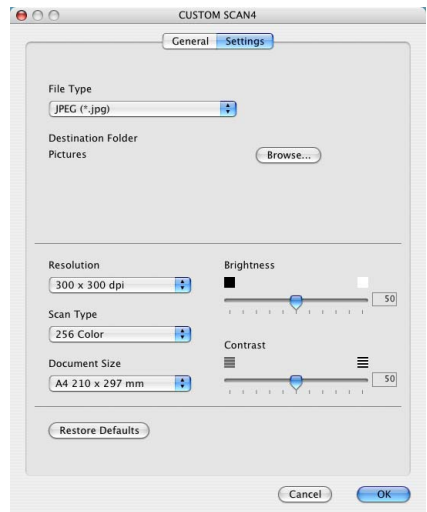 CUSTOM SCAN4
General Settings
File Type
JPEG (*.jpg)
Destination Folder
Pictures
Browse...
Resolution
300 x 300 dpi
Scan Type
256 Color
Document Size
A4 210 x 297 mm
Brightness
50
Contrast
50
Restore Defaults
Cancel OK